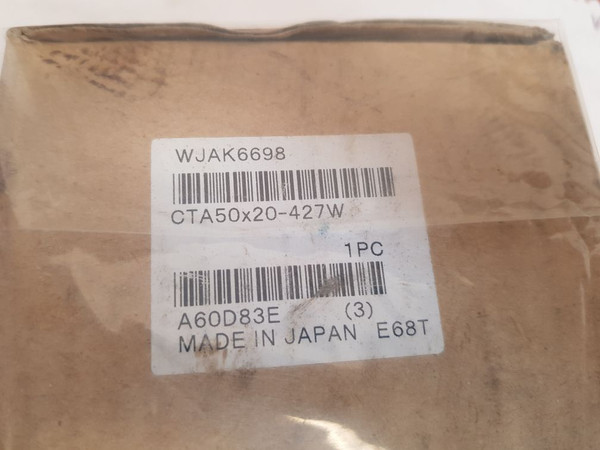 WJAK6698
CTA50x20-427W
1PC
A60D83E (3)
MADE IN JAPAN E68T